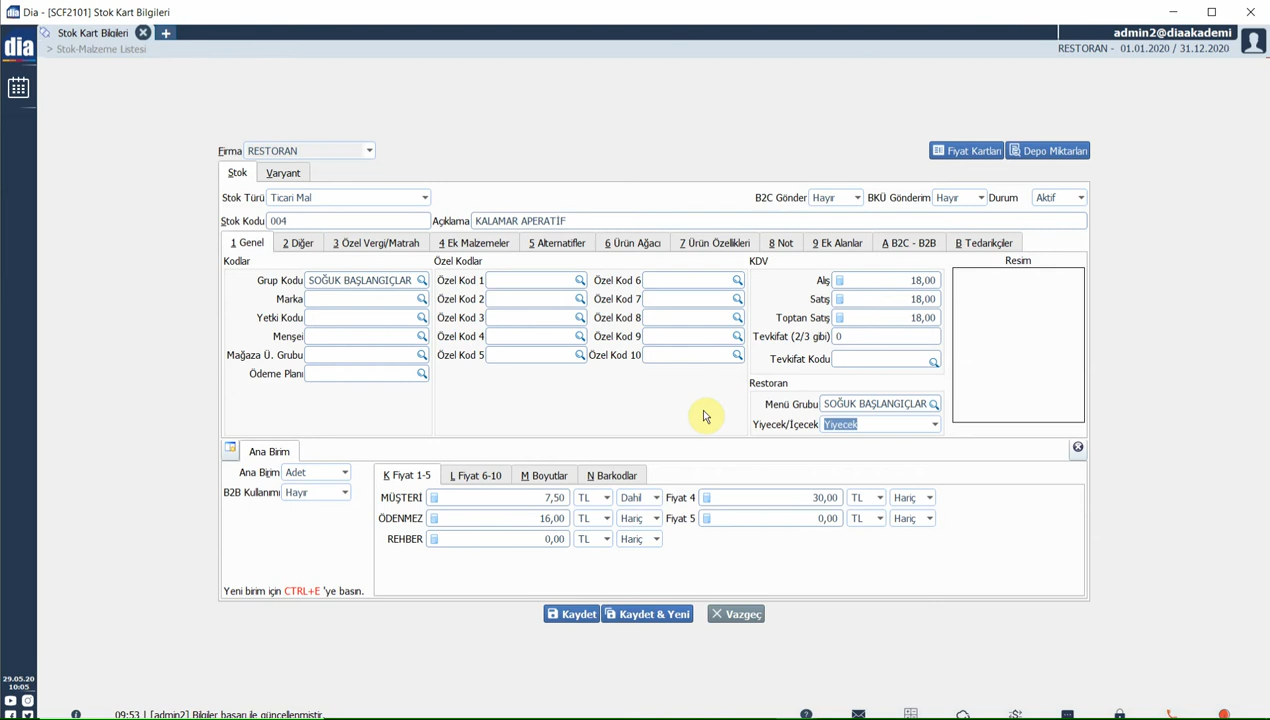 Dia - [SCF2101] Stok Kart Bilgileri
Stok Kart Bilgileri
admin2@diaakademi
dia
> Stok-Malzeme Listesi
RESTORAN - 01.01.2020 / 31.12.2020
Firma RESTORAN
Fiyat Kartları Depo Miktarları
Stok Varyant
Stok Türü Ticari Mal B2C Gönder Hayır BKÜ Gönderim Hayır Durum Aktif
Stok Kodu 004 Açıklama KALAMAR APERATİF
1 Genel 2 Diğer 3 Özel Vergi/Matrah 4 Ek Malzemeler 5 Alternatifler 6 Ürün Ağacı 7 Ürün Özellikleri 8 Not 9 Ek Alanlar A B2C - B2B B Tedarikçiler
Kodlar Özel Kodlar KDV Resim
Grup Kodu SOĞUK BAŞLANGIÇLAR Özel Kod 1 Özel Kod 6 Alış 18,00
Marka Özel Kod 2 Özel Kod 7 Satış 18,00
Yetki Kodu Özel Kod 3 Özel Kod 8 Toptan Satış 18,00
Menşei Özel Kod 4 Özel Kod 9 Tevkifat (2/3 gibi) 0
Mağaza Ü. Grubu Özel Kod 5 Özel Kod 10 Tevkifat Kodu
Ödeme Planı
Restoran
Menü Grubu SOĞUK BAŞLANGIÇLAR
Yiyecek/İçecek Yiyecek
Ana Birim
Ana Birim Adet
B2B Kullanımı Hayır
K Fiyat 1-5 L Fiyat 6-10 M Boyutlar N Barkodlar
MÜŞTERİ 7,50 TL Dahil Fiyat 4 30,00 TL Hariç
ÖDENMEZ 16,00 TL Hariç Fiyat 5 0,00 TL Hariç
REHBER 0,00 TL Hariç
Yeni birim için CTRL+E 'ye basın.
Kaydet Kaydet & Yeni Vazgeç
29.05.20
10:05
09:53 | [admin2] Bilgiler başarı ile güncellenmiştir.